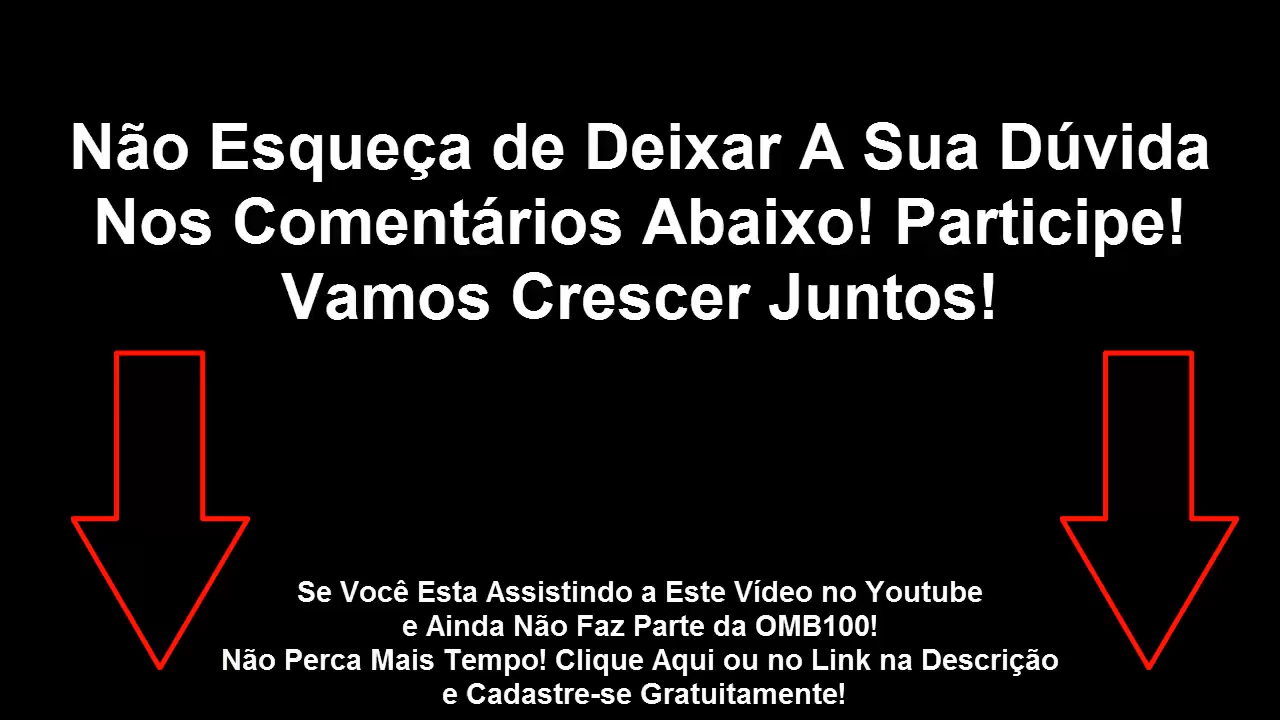 Não Esqueça de Deixar A Sua Dúvida
Nos Comentários Abaixo! Participe!
Vamos Crescer Juntos!
Se Você Esta Assistindo a Este Vídeo no Youtube
e Ainda Não Faz Parte da OMB100!
Não Perca Mais Tempo! Clique Aqui ou no Link na Descrição
e Cadastre-se Gratuitamente!